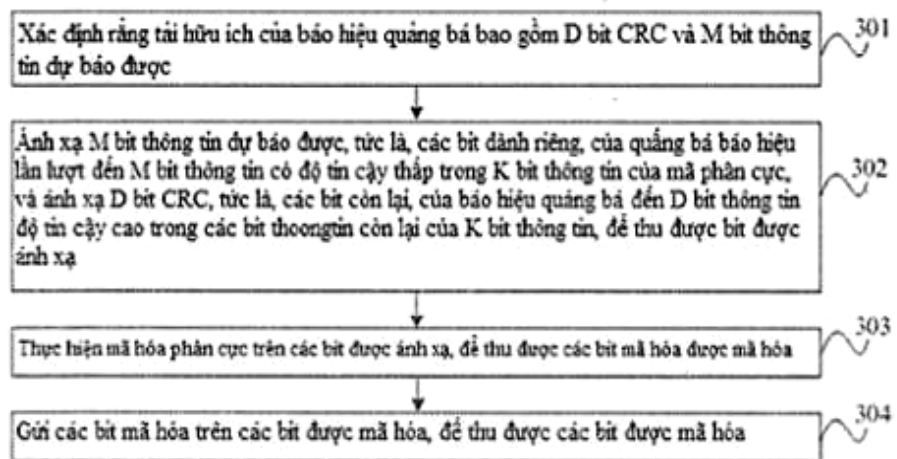 Xác định rằng tải hữu ích của báo hiệu quảng bá bao gồm D bit CRC và M bit thông
tin dự báo được
301
Ánh xạ M bit thông tin dự báo được, tức là, các bit dành riêng, của quảng bá báo hiệu
lần lượt đến M bit thông tin có độ tin cậy thấp trong K bit thông tin của mã phân cực,
và ánh xạ D bit CRC, tức là, các bit còn lại, của báo hiệu quảng bá đến D bit thông tin
độ tin cậy cao trong các bit thoongtin còn lại của K bit thông tin, để thu được bit được
ánh xạ
302
Thực hiện mã hóa phân cực trên các bit được ánh xạ, để thu được các bit mã hóa được mã hóa
303
Gửi các bit mã hóa trên các bit được mã hóa, để thu được các bit được mã hóa
304